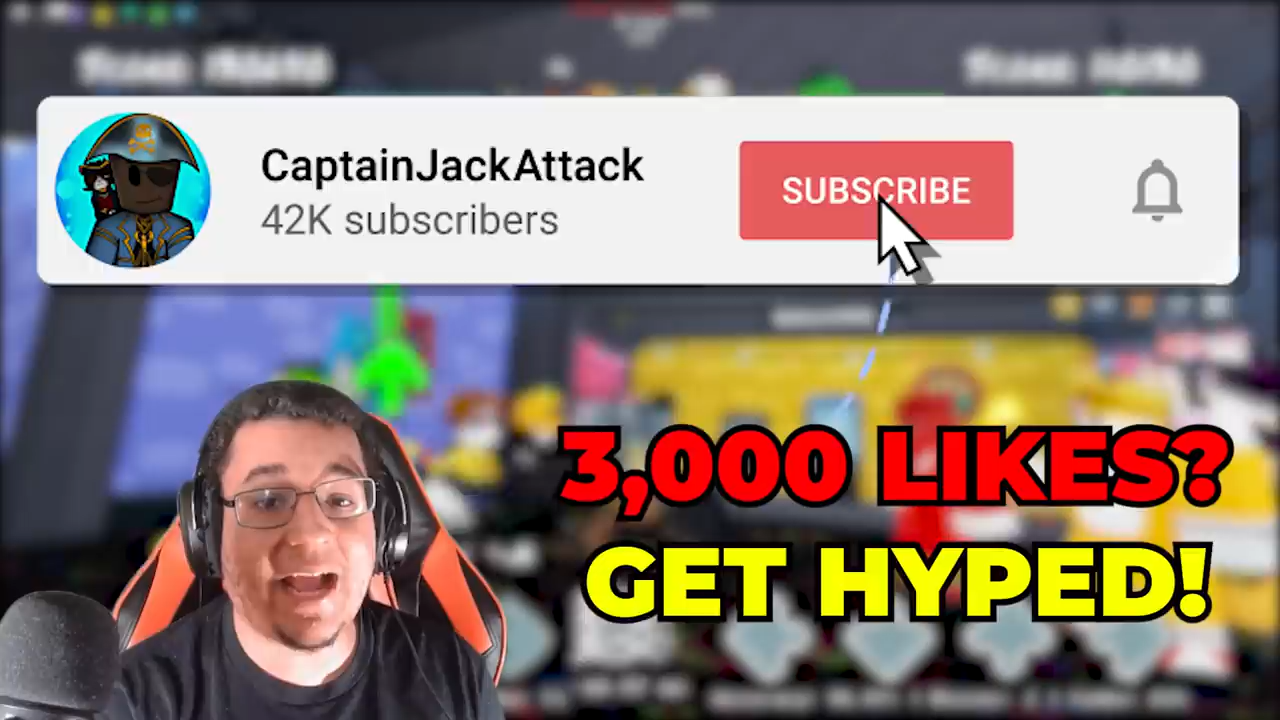 CaptainJackAttack
42K subscribers
SUBSCRIBE
3,000 LIKES?
GET HYPED!